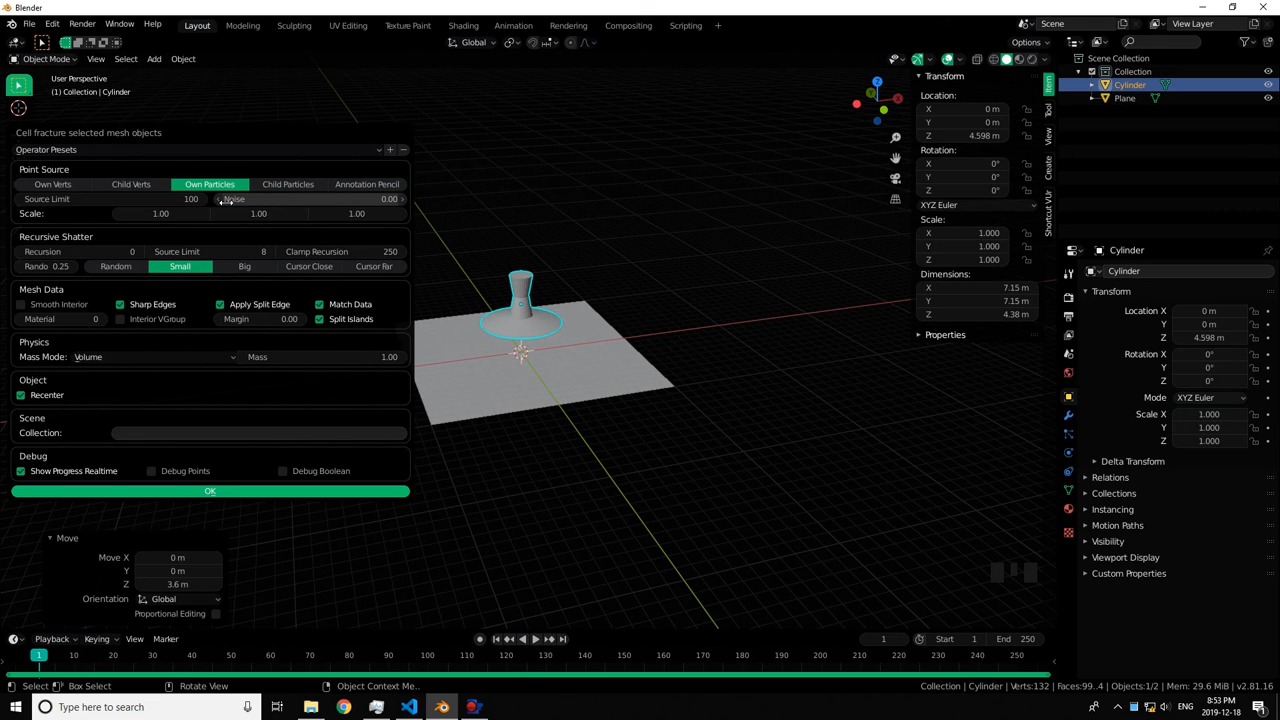 Blender
File Edit Render Window Help
Layout Modeling Sculpting UV Editing Texture Paint Shading Animation Rendering Compositing Scripting
Scene
View Layer
Global
Options
Object Mode View Select Add Object
User Perspective
(1) Collection | Cylinder
Cell fracture selected mesh objects
Operator Presets
Point Source
Own Verts Child Verts Own Particles Child Particles Annotation Pencil
Source Limit 100 Noise 0.00
Scale: 1.00 1.00 1.00
Recursive Shatter
Recursion 0 Source Limit 8 Clamp Recursion 250
Rando 0.25 Random Small Big Cursor Close Cursor Far
Mesh Data
Smooth Interior Sharp Edges Apply Split Edge Match Data
Material 0 Interior VGroup Margin 0.00 Split Islands
Physics
Mass Mode: Volume Mass 1.00
Object
Recenter
Scene
Collection:
Debug
Show Progress Realtime Debug Points Debug Boolean
OK
Move
Move X 0 m
Y 0 m
Z 3.6 m
Orientation Global
Proportional Editing
Z
Y
X
Transform
Location:
X 0 m
Y 0 m
Z 4.598 m
Rotation:
X 0°
Y 0°
Z 0°
XYZ Euler
Scale:
X 1.000
Y 1.000
Z 1.000
Dimensions:
X 7.15 m
Y 7.15 m
Z 4.38 m
Properties
Item
Tool
View
Create
Shortcut VUr
Scene Collection
Collection
Cylinder
Plane
Cylinder
Cylinder
Transform
Location X 0 m
Y 0 m
Z 4.598 m
Rotation X 0°
Y 0°
Z 0°
Mode XYZ Euler
Scale X 1.000
Y 1.000
Z 1.000
Delta Transform
Relations
Collections
Instancing
Motion Paths
Visibility
Viewport Display
Custom Properties
Playback Keying View Marker
1 Start 1 End 250
1 10 20 30 40 50 60 70 80 90 100 110 120 130 140 150 160 170 180 190 200 210 220 230 240 250
Select Box Select Rotate View Object Context Me.. Collection | Cylinder | Verts:132 | Faces:99..4 | Objects:1/2 | Mem: 29.6 MiB | v2.81.16
Type here to search
ENG
8:53 PM
2019-12-18
1